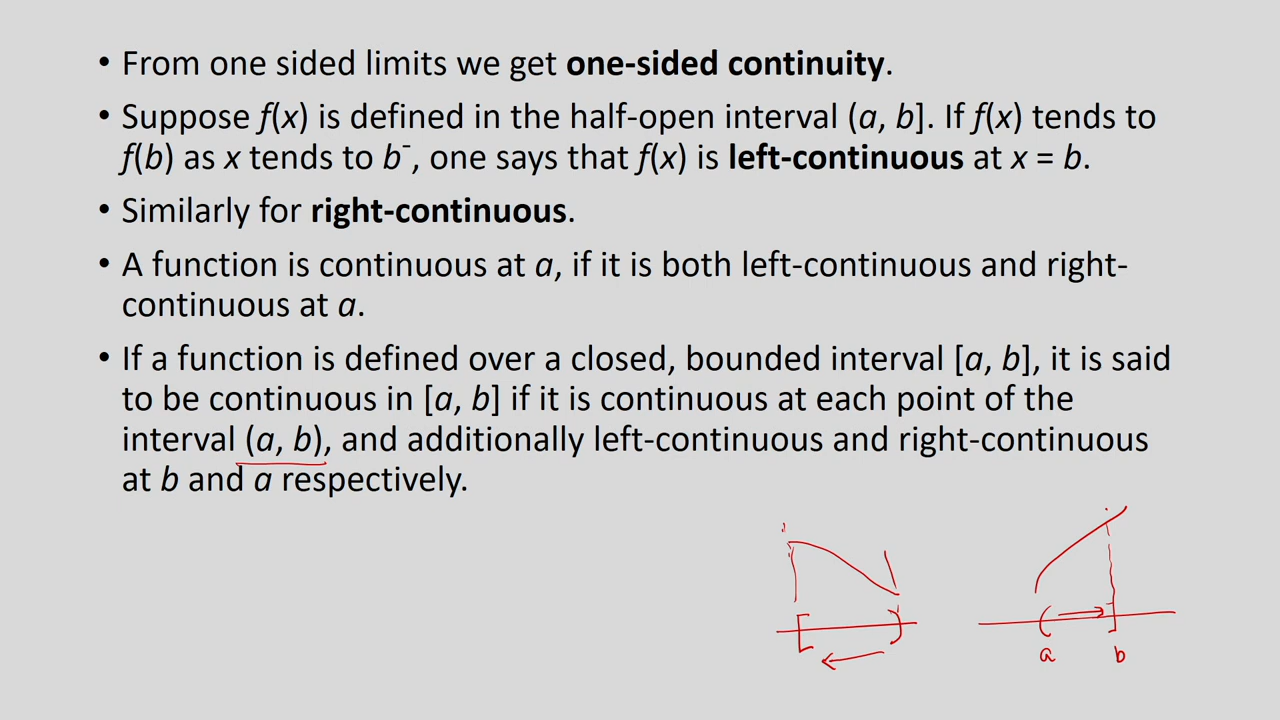 • From one sided limits we get one-sided continuity.
• Suppose f(x) is defined in the half-open interval (a, b]. If f(x) tends to
f(b) as x tends to b⁻, one says that f(x) is left-continuous at x = b.
• Similarly for right-continuous.
• A function is continuous at a, if it is both left-continuous and right-
continuous at a.
• If a function is defined over a closed, bounded interval [a, b], it is said
to be continuous in [a, b] if it is continuous at each point of the
interval (a, b), and additionally left-continuous and right-continuous
at b and a respectively.
[ ) ( ]
a b